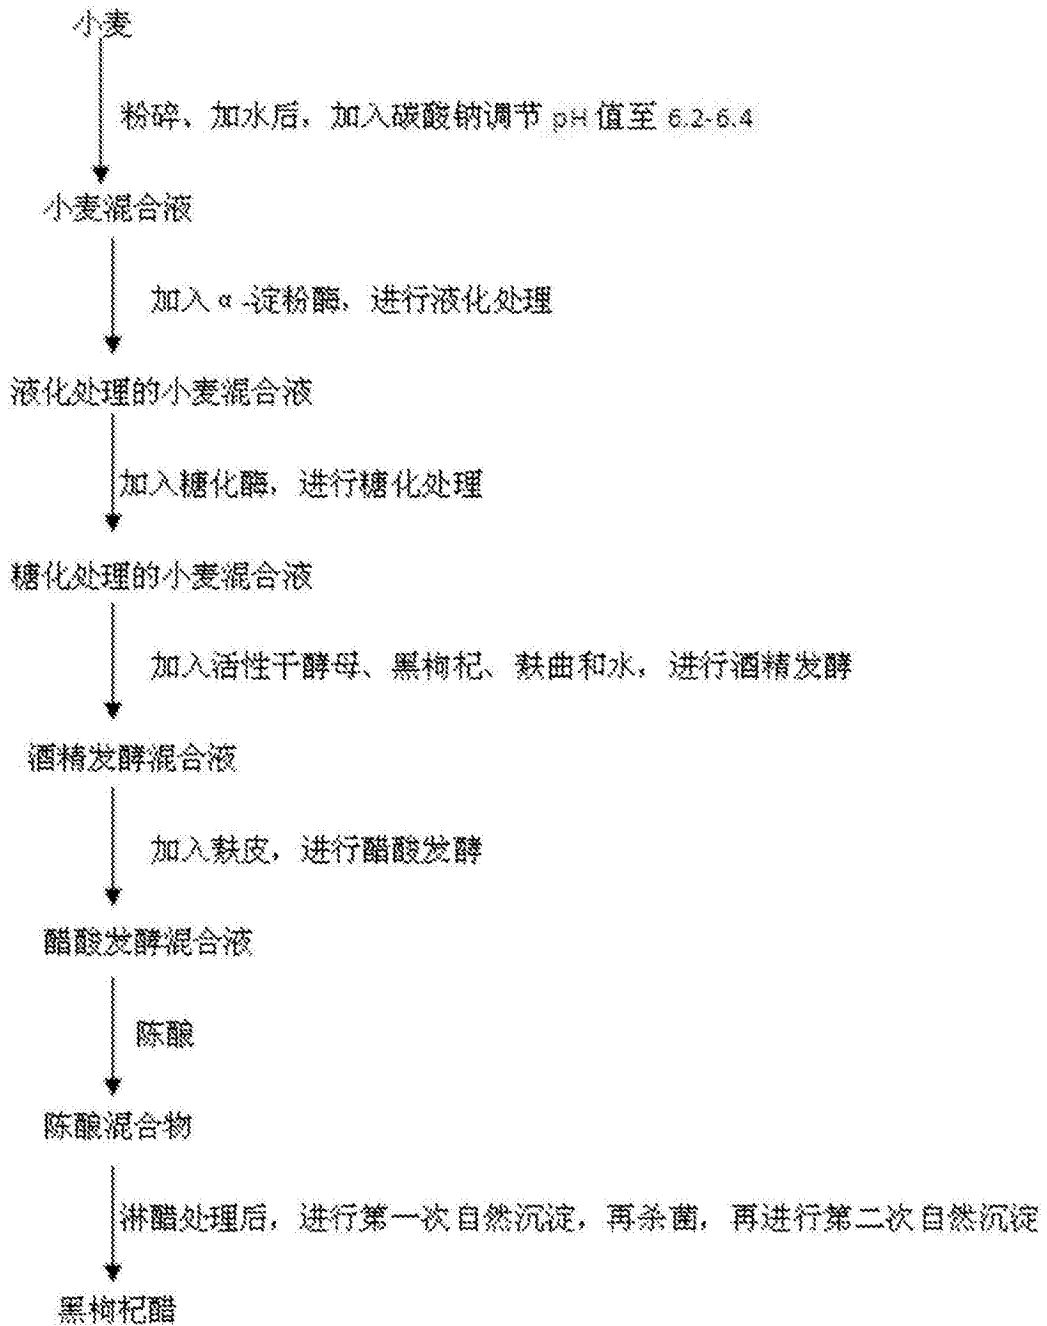 小麦
粉碎、加水后，加入碳酸钠调节 pH 值至 6.2-6.4
小麦混合液
加入 α-淀粉酶，进行液化处理
液化处理的小麦混合液
加入糖化酶，进行糖化处理
糖化处理的小麦混合液
加入活性干酵母、黑枸杞、麸曲和水，进行酒精发酵
酒精发酵混合液
加入麸皮，进行醋酸发酵
醋酸发酵混合液
陈酿
陈酿混合物
淋醋处理后，进行第一次自然沉淀，再杀菌，再进行第二次自然沉淀
黑枸杞醋